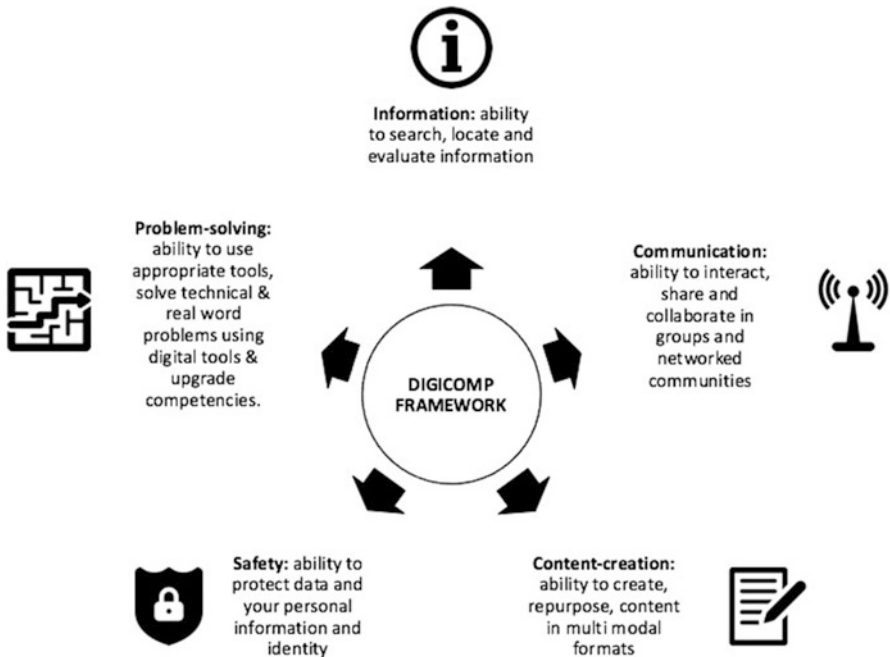 Information: ability
to search, locate and
evaluate information
Problem-solving:
ability to use
appropriate tools,
solve technical &
real word
problems using
digital tools &
upgrade
competencies.
Communication:
ability to interact,
share and
collaborate in
groups and
networked
communities
DIGICOMP
FRAMEWORK
Safety: ability to
protect data and
your personal
information and
identity
Content-creation:
ability to create,
repurpose, content
in multi modal
formats